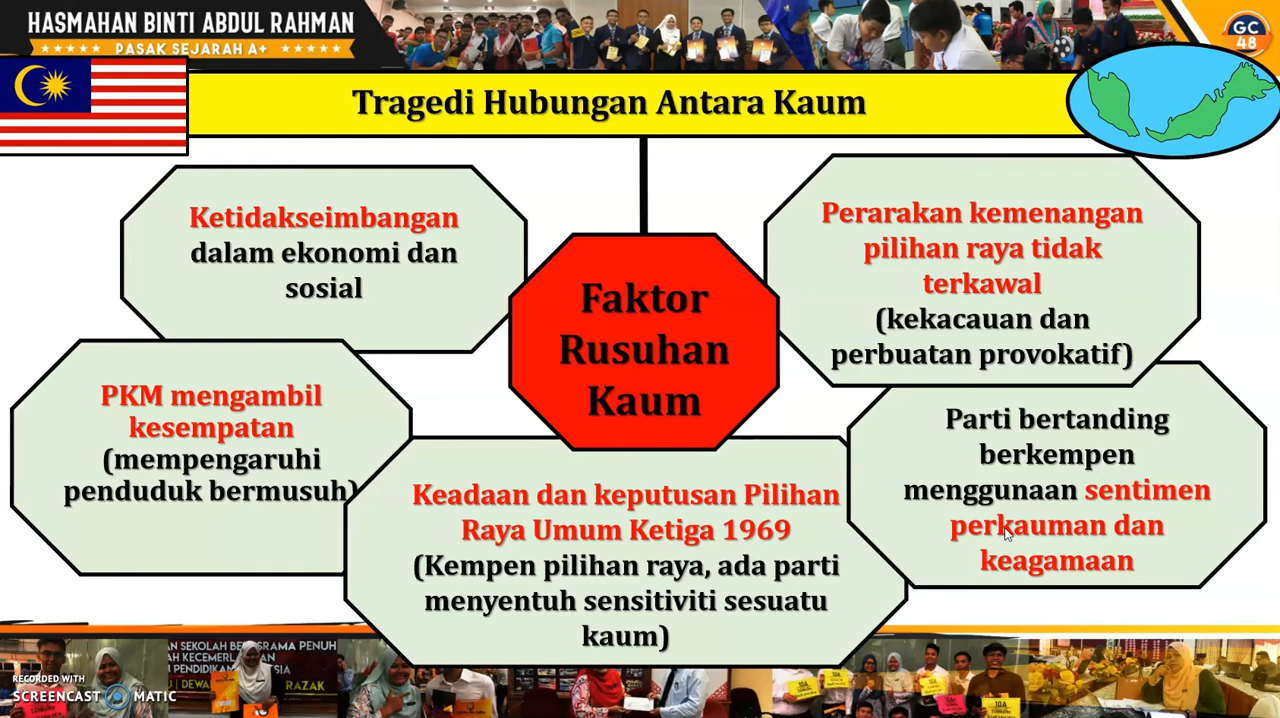 HASMAHAN BINTI ABDUL RAHMAN
PASAK SEJARAH A+
GC
48
Tragedi Hubungan Antara Kaum
Ketidakseimbangan
dalam ekonomi dan
sosial
Perarakan kemenangan
pilihan raya tidak
terkawal
(kekacauan dan
perbuatan provokatif)
Faktor
Rusuhan
Kaum
PKM mengambil
kesempatan
(mempengaruhi
penduduk bermusuh)
Keadaan dan keputusan Pilihan
Raya Umum Ketiga 1969
(Kempen pilihan raya, ada parti
menyentuh sensitiviti sesuatu
kaum)
Parti bertanding
berkempen
menggunaan sentimen
perkauman dan
keagamaan
RECORDED WITH
SCREENCAST MATIC
RAZAK